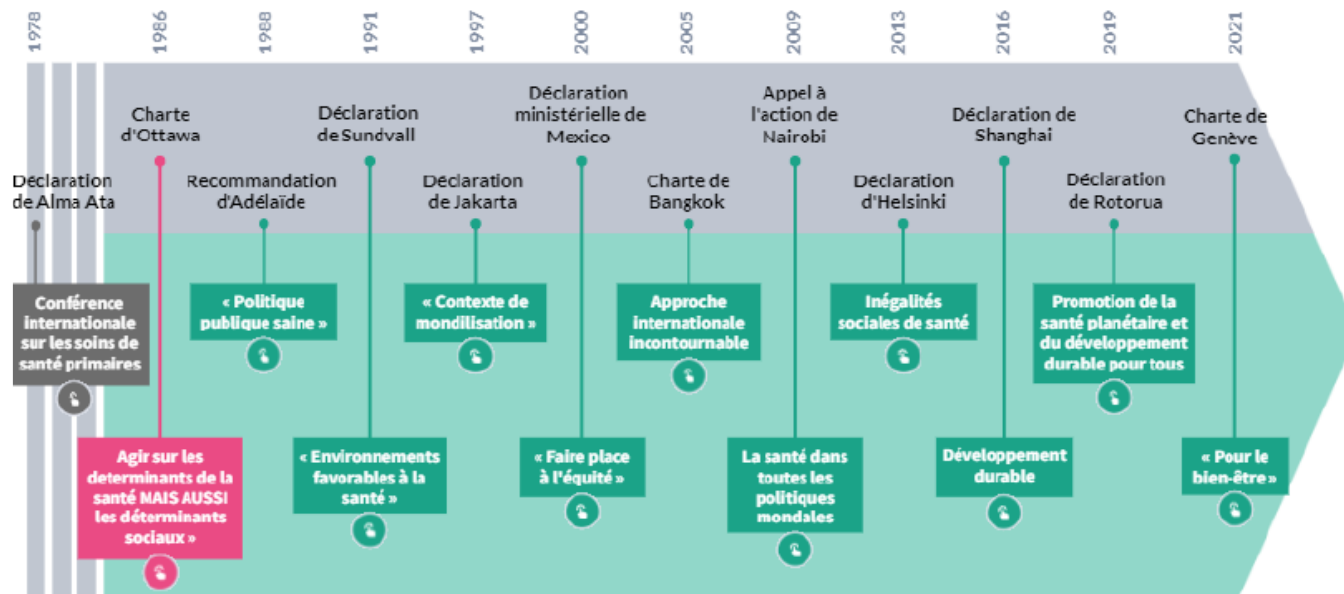 1978
1986
1988
1991
1997
2000
2005
2009
2013
2016
2019
2021
Déclaration
de Alma Ata
Charte
d'Ottawa
Recommandation
d'Adélaïde
Déclaration
de Sundvall
Déclaration
de Jakarta
Déclaration
ministérielle de
Mexico
Charte de
Bangkok
Appel à
l'action de
Nairobi
Déclaration
d'Helsinki
Déclaration de
Shanghai
Déclaration
de Rotorua
Charte de
Genève
Conférence
internationale
sur les soins de
santé primaires
Agir sur les
determinants de la
santé MAIS AUSSI
les déterminants
sociaux »
« Politique
publique saine »
« Environnements
favorables à la
santé »
« Contexte de
mondilisation »
« Faire place
à l'équité »
Approche
internationale
incontournable
La santé dans
toutes les
politiques
mondales
Inégalités
sociales de santé
Développement
durable
Promotion de la
santé planétaire et
du développement
durable pour tous
« Pour le
bien-être »